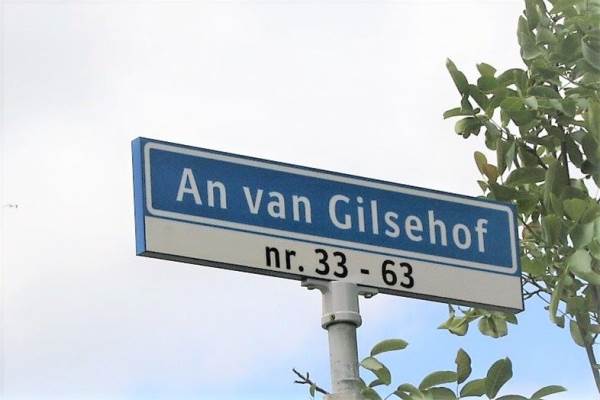 An van Gilsehof
nr. 33 - 63